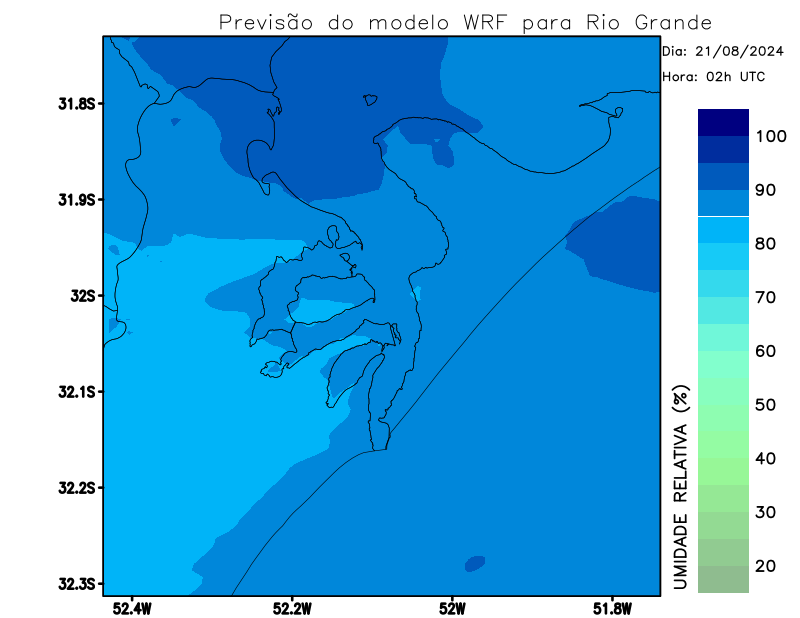 Previsão do modelo WRF para Rio Grande
Dia: 21/08/2024
Hora: 02h UTC
31.8S
31.9S
32S
32.1S
32.2S
32.3S
52.4W
52.2W
52W
51.8W
UMIDADE RELATIVA (%)
100
90
80
70
60
50
40
30
20